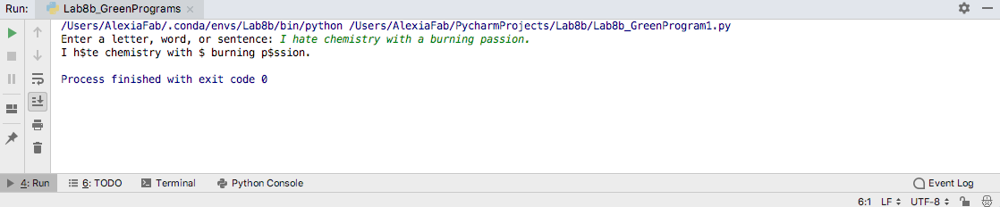 Run: Lab8b_GreenPrograms ×
/Users/AlexiaFab/.conda/envs/Lab8b/bin/python /Users/AlexiaFab/PycharmProjects/Lab8b/Lab8b_GreenProgram1.py
Enter a letter, word, or sentence: I hate chemistry with a burning passion.
I h$te chemistry with $ burning p$ssion.
Process finished with exit code 0
4: Run 6: TODO Terminal Python Console Event Log
6:1 LF UTF-8